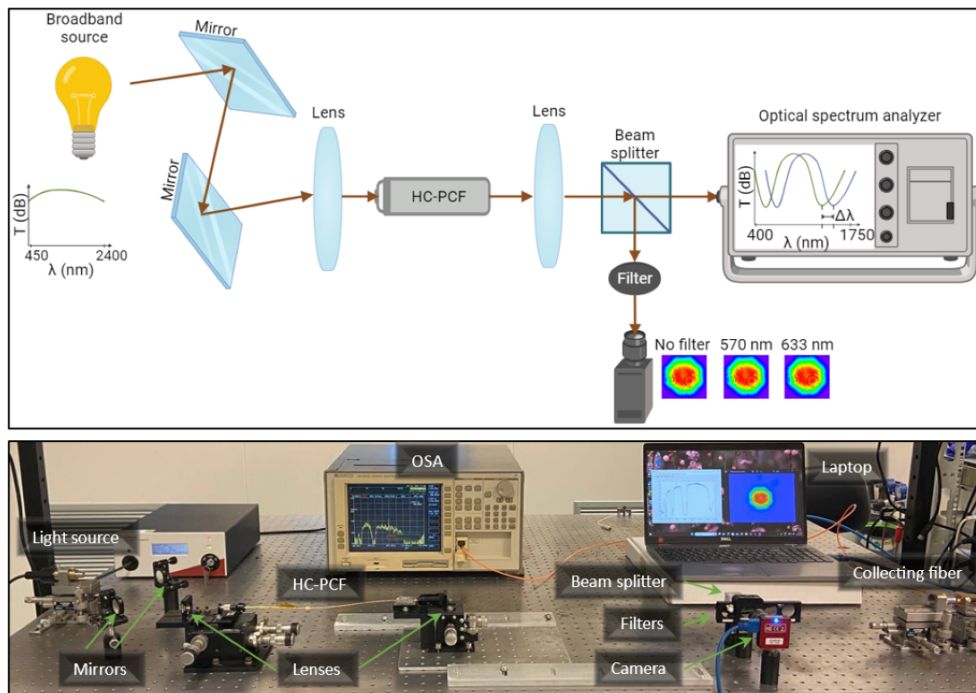 Broadband
source
Mirror
Mirror
Lens
Lens
Beam
splitter
Optical spectrum analyzer
HC-PCF
T (dB)
450
2400
λ (nm)
T (dB)
Δλ
400
λ (nm)
1750
Filter
No filter
570 nm
633 nm
OSA
Laptop
Light source
HC-PCF
Beam splitter
Collecting fiber
Filters
Mirrors
Lenses
Camera
DELL